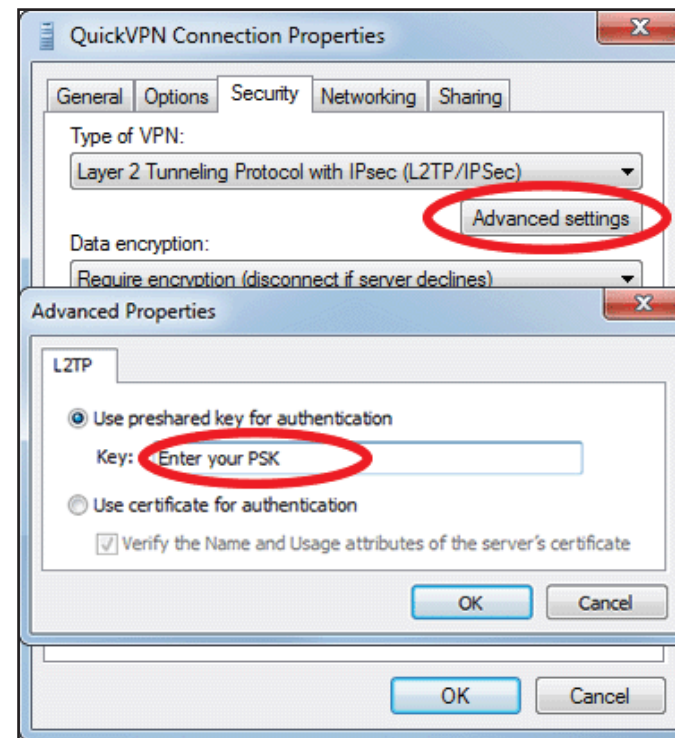 QuickVPN Connection Properties
X
General Options Security Networking Sharing
Type of VPN:
Layer 2 Tunneling Protocol with IPsec (L2TP/IPSec)
Advanced settings
Data encryption:
Require encryption (disconnect if server declines)
Advanced Properties
X
L2TP
Use preshared key for authentication
Key: Enter your PSK
Use certificate for authentication
Verify the Name and Usage attributes of the server's certificate
OK Cancel
OK Cancel